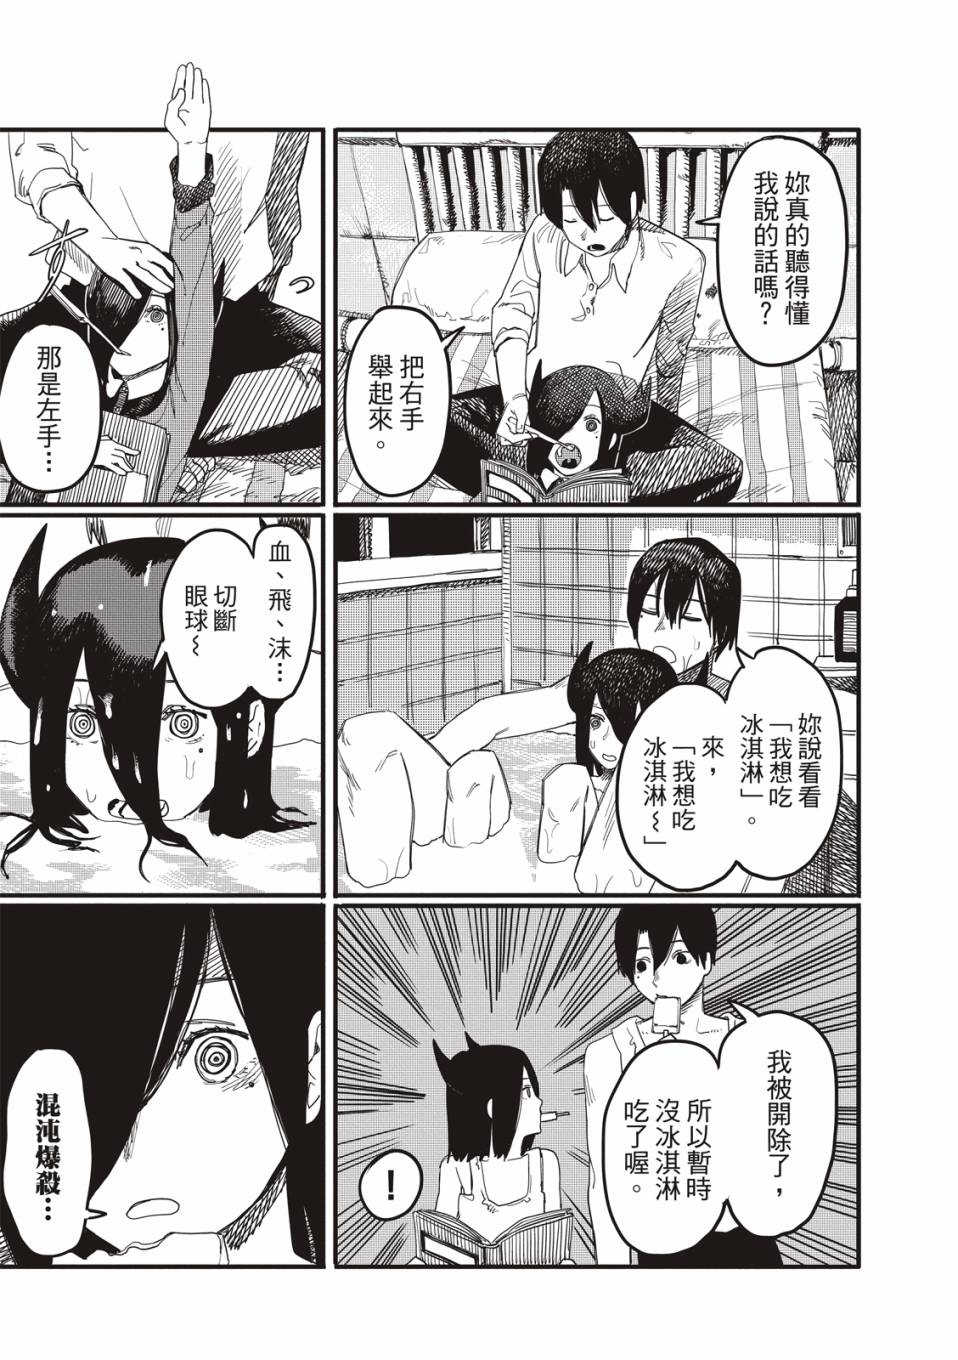 妳真的聽得懂
我說的話嗎？
把右手
舉起來。
那是左手…
妳說看看
「我想吃
冰淇淋」。
來，
「我想吃
冰淇淋～」
血、飛、沫…
切斷
眼球～
我被開除了，
所以暫時
沒冰淇淋
吃了喔。
！
混沌爆殺…